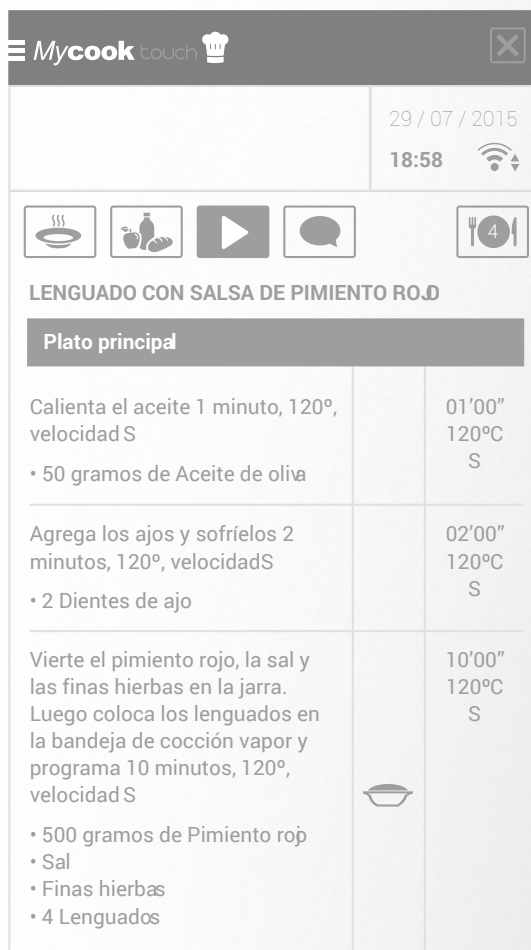 Mycook touch
29 / 07 / 2015
18:58
4
LENGUADO CON SALSA DE PIMIENTO ROJO
Plato principal
Calienta el aceite 1 minuto, 120º,
velocidad S
• 50 gramos de Aceite de oliva
01’00”
120ºC
S
Agrega los ajos y sofríelos 2
minutos, 120º, velocidadS
• 2 Dientes de ajo
02’00”
120ºC
S
Vierte el pimiento rojo, la sal y
las finas hierbas en la jarra.
Luego coloca los lenguados en
la bandeja de cocción vapor y
programa 10 minutos, 120º,
velocidad S
• 500 gramos de Pimiento rojo
• Sal
• Finas hierbas
• 4 Lenguados
10’00”
120ºC
S